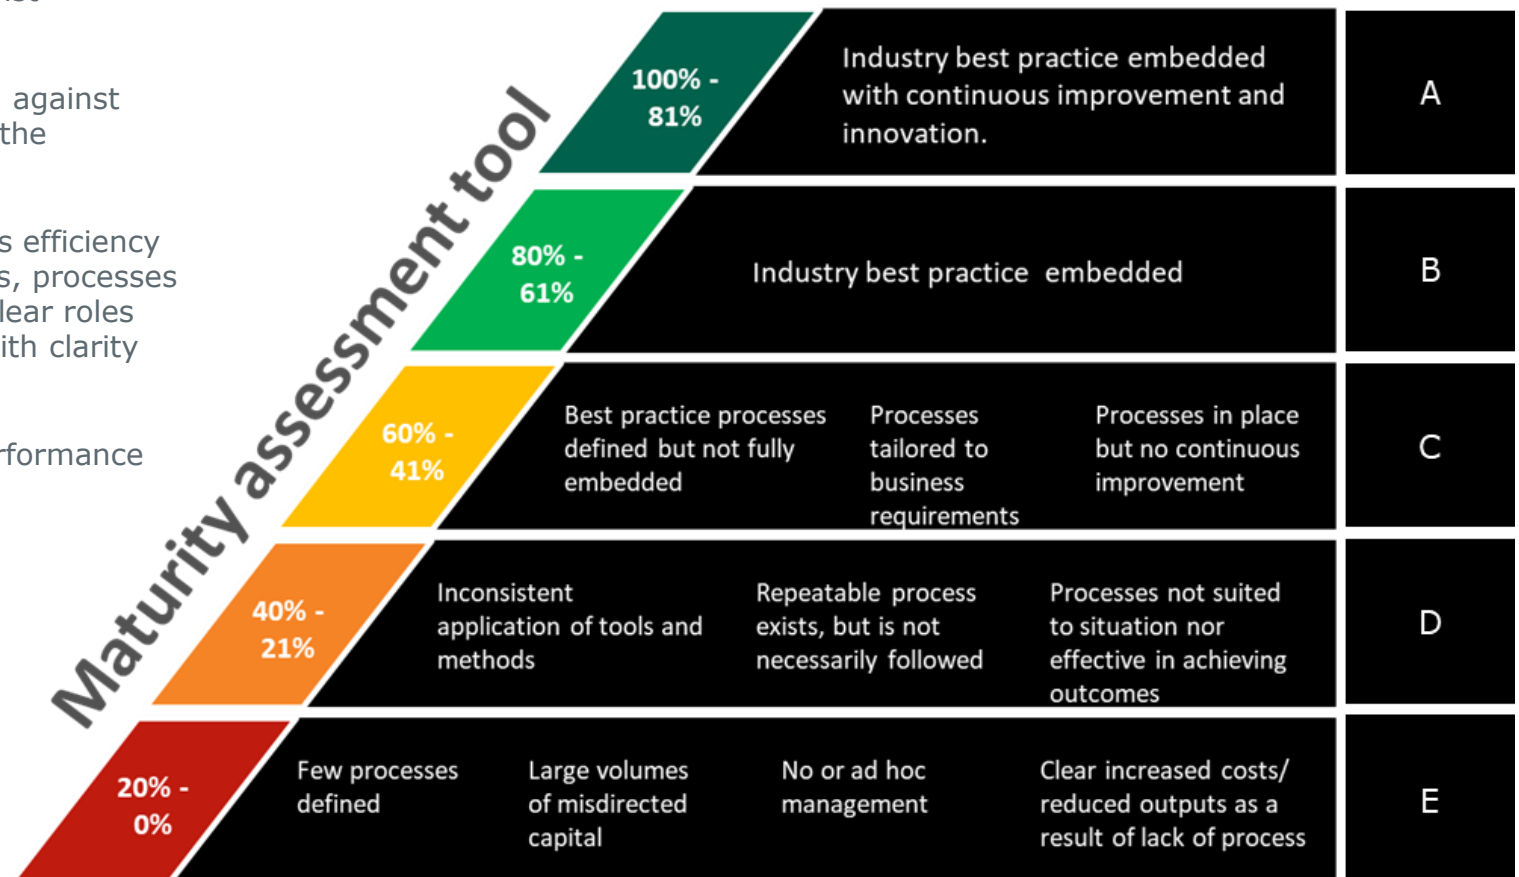 against
the
s efficiency
s, processes
lear roles
ith clarity
rformance
Maturity assessment tool
100% -
81%
Industry best practice embedded
with continuous improvement and
innovation.
A
80% -
61%
Industry best practice embedded
B
60% -
41%
Best practice processes
defined but not fully
embedded
Processes
tailored to
business
requirements
Processes in place
but no continuous
improvement
C
40% -
21%
Inconsistent
application of tools and
methods
Repeatable process
exists, but is not
necessarily followed
Processes not suited
to situation nor
effective in achieving
outcomes
D
20% -
0%
Few processes
defined
Large volumes
of misdirected
capital
No or ad hoc
management
Clear increased costs/
reduced outputs as a
result of lack of process
E